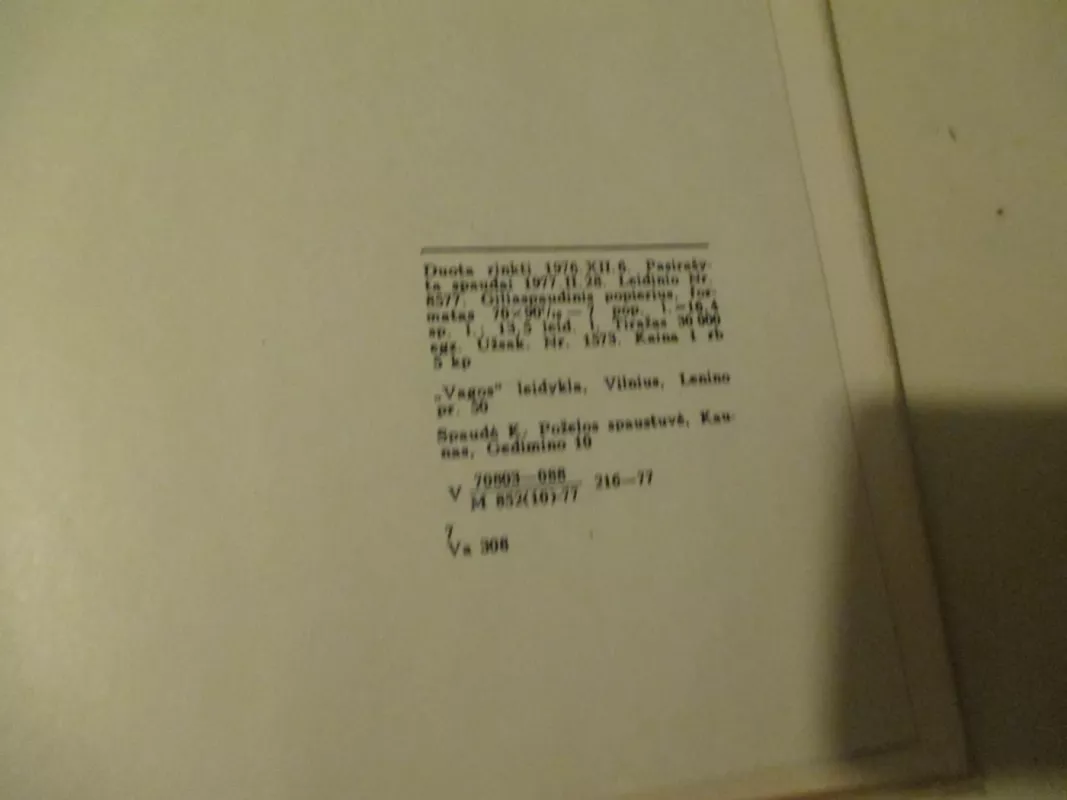 Duota rinkti 1976.XII.6. Pasirašy-
ta spaudai 1977.II.28. Leidinio Nr.
8577. Giliaspaudinis popierius, for-
matas 70×90¹/₁₆—7 pop. l.=16,4
sp. l.; 13,5 leid. l. Tiražas 30 000
egz. Užsak. Nr. 1573. Kaina 1 rb
5 kp
„Vagos“ leidykla, Vilnius, Lenino
pr. 50
Spaudė K. Poželos spaustuvė, Kau-
nas, Gedimino 10
V 70803—088 216—77
M 852(10)-77
7
Va 308